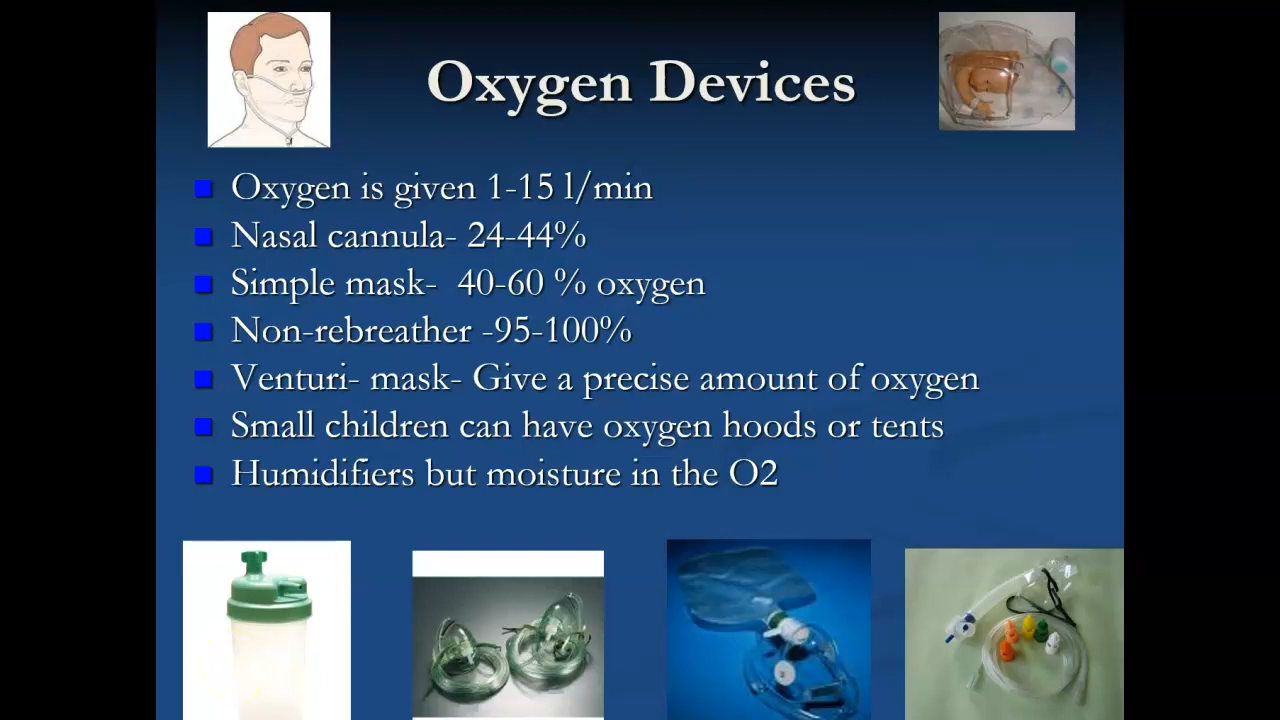 Oxygen Devices
Oxygen is given 1-15 l/min
Nasal cannula- 24-44%
Simple mask-  40-60 % oxygen
Non-rebreather -95-100%
Venturi- mask- Give a precise amount of oxygen
Small children can have oxygen hoods or tents
Humidifiers but moisture in the O2